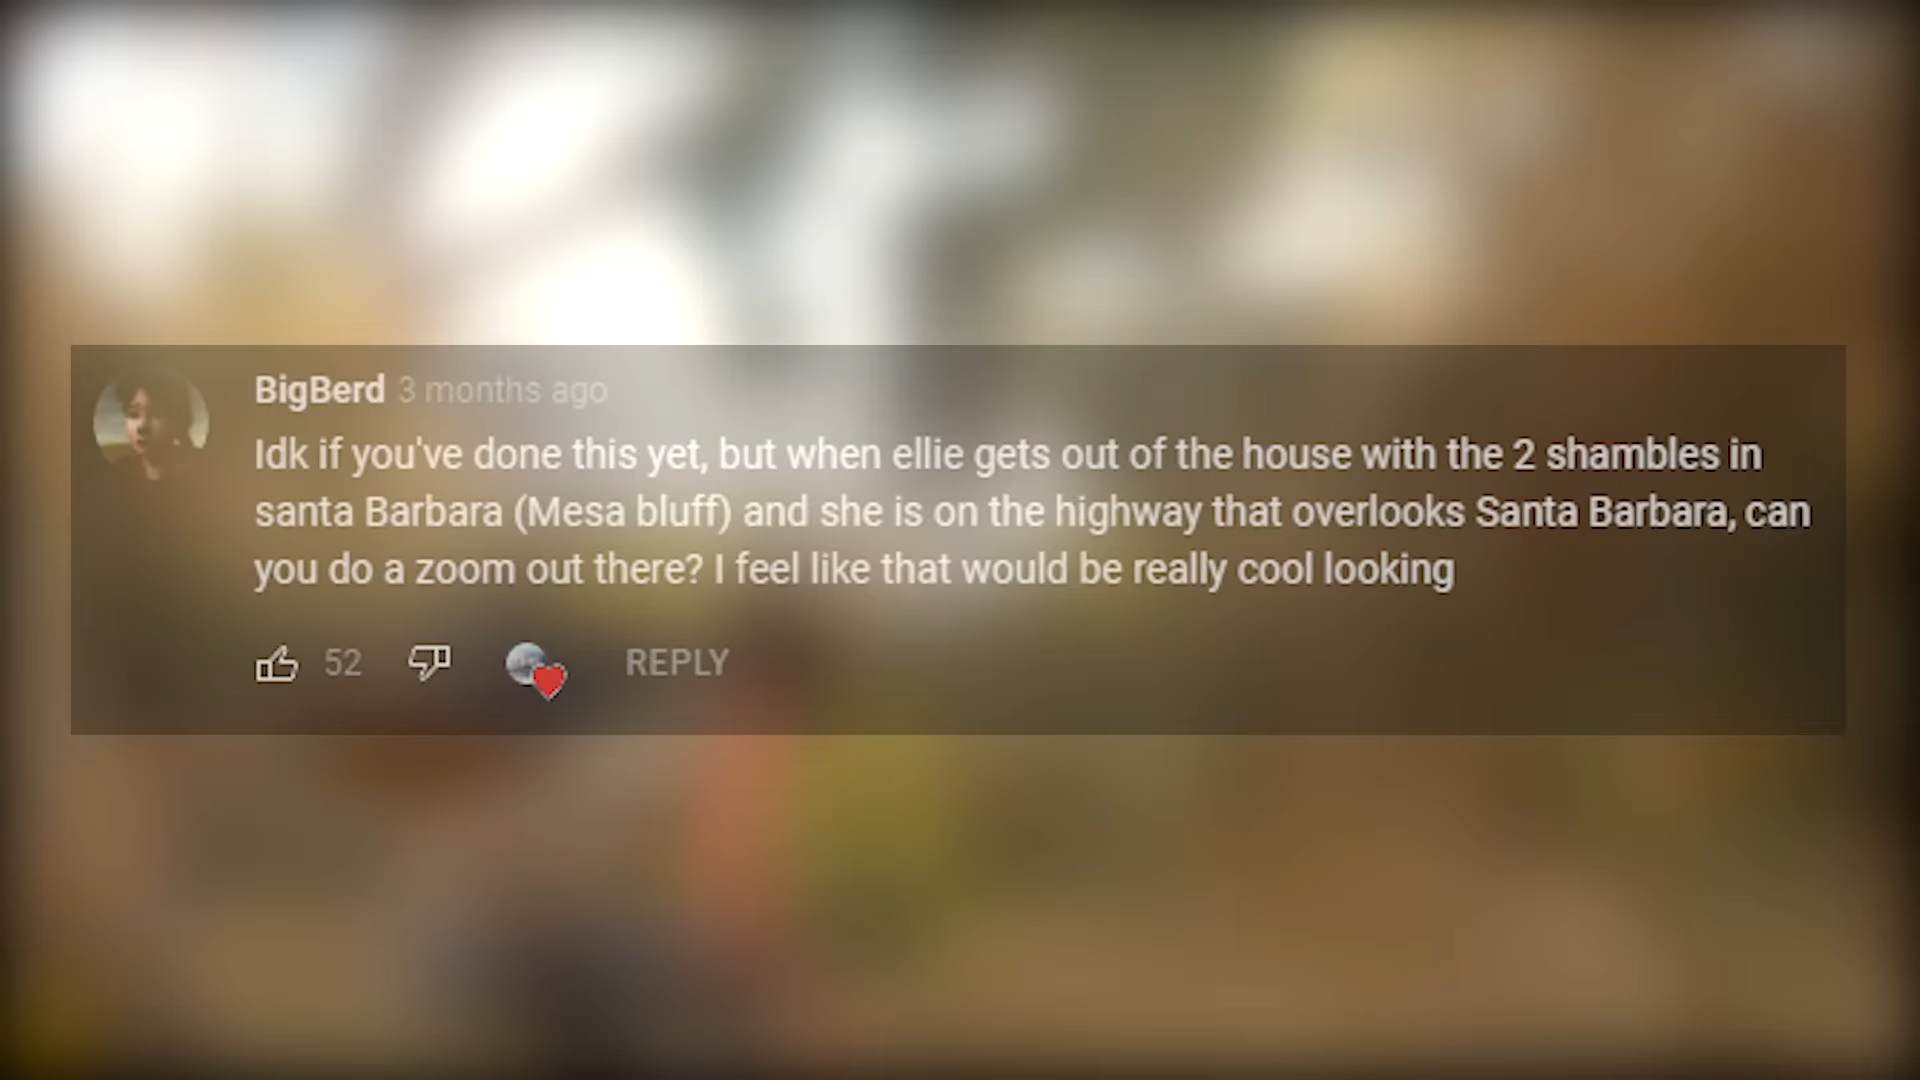 BigBerd 3 months ago
Idk if you've done this yet, but when ellie gets out of the house with the 2 shambles in
santa Barbara (Mesa bluff) and she is on the highway that overlooks Santa Barbara, can
you do a zoom out there? I feel like that would be really cool looking
52 REPLY